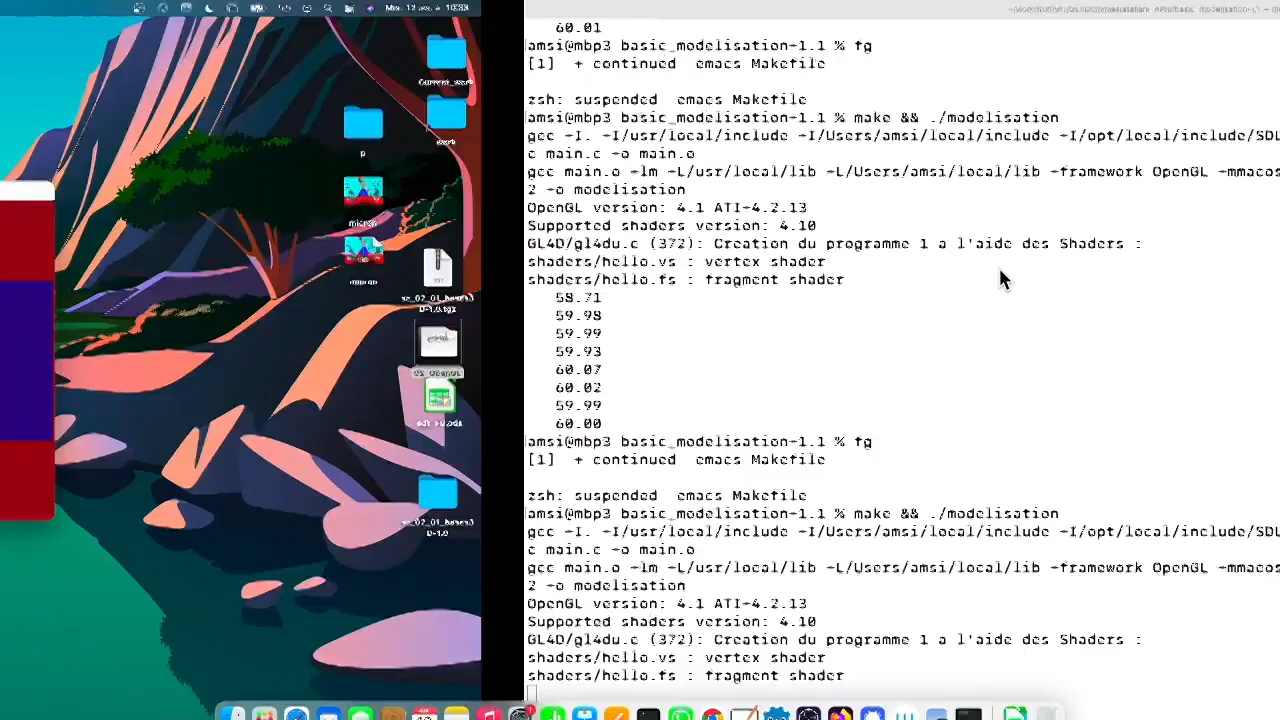 60.01
amsi@mbp3 basic_modelisation-1.1 % fg
[1]  + continued  emacs Makefile
zsh: suspended  emacs Makefile
amsi@mbp3 basic_modelisation-1.1 % make && ./modelisation
gcc -I. -I/usr/local/include -I/Users/amsi/local/include -I/opt/local/include/SDL
c main.c -o main.o
gcc main.o -lm -L/usr/local/lib -L/Users/amsi/local/lib -framework OpenGL -mmacos
2 -o modelisation
OpenGL version: 4.1 ATI-4.2.13
Supported shaders version: 4.10
GL4D/gl4du.c (372): Creation du programme 1 a l'aide des Shaders :
shaders/hello.vs : vertex shader
shaders/hello.fs : fragment shader
58.71
59.98
59.99
59.93
60.07
60.02
59.99
60.00
amsi@mbp3 basic_modelisation-1.1 % fg
[1]  + continued  emacs Makefile
zsh: suspended  emacs Makefile
amsi@mbp3 basic_modelisation-1.1 % make && ./modelisation
gcc -I. -I/usr/local/include -I/Users/amsi/local/include -I/opt/local/include/SDL
c main.c -o main.o
gcc main.o -lm -L/usr/local/lib -L/Users/amsi/local/lib -framework OpenGL -mmacos
2 -o modelisation
OpenGL version: 4.1 ATI-4.2.13
Supported shaders version: 4.10
GL4D/gl4du.c (372): Creation du programme 1 a l'aide des Shaders :
shaders/hello.vs : vertex shader
shaders/hello.fs : fragment shader
Current_work
work
p